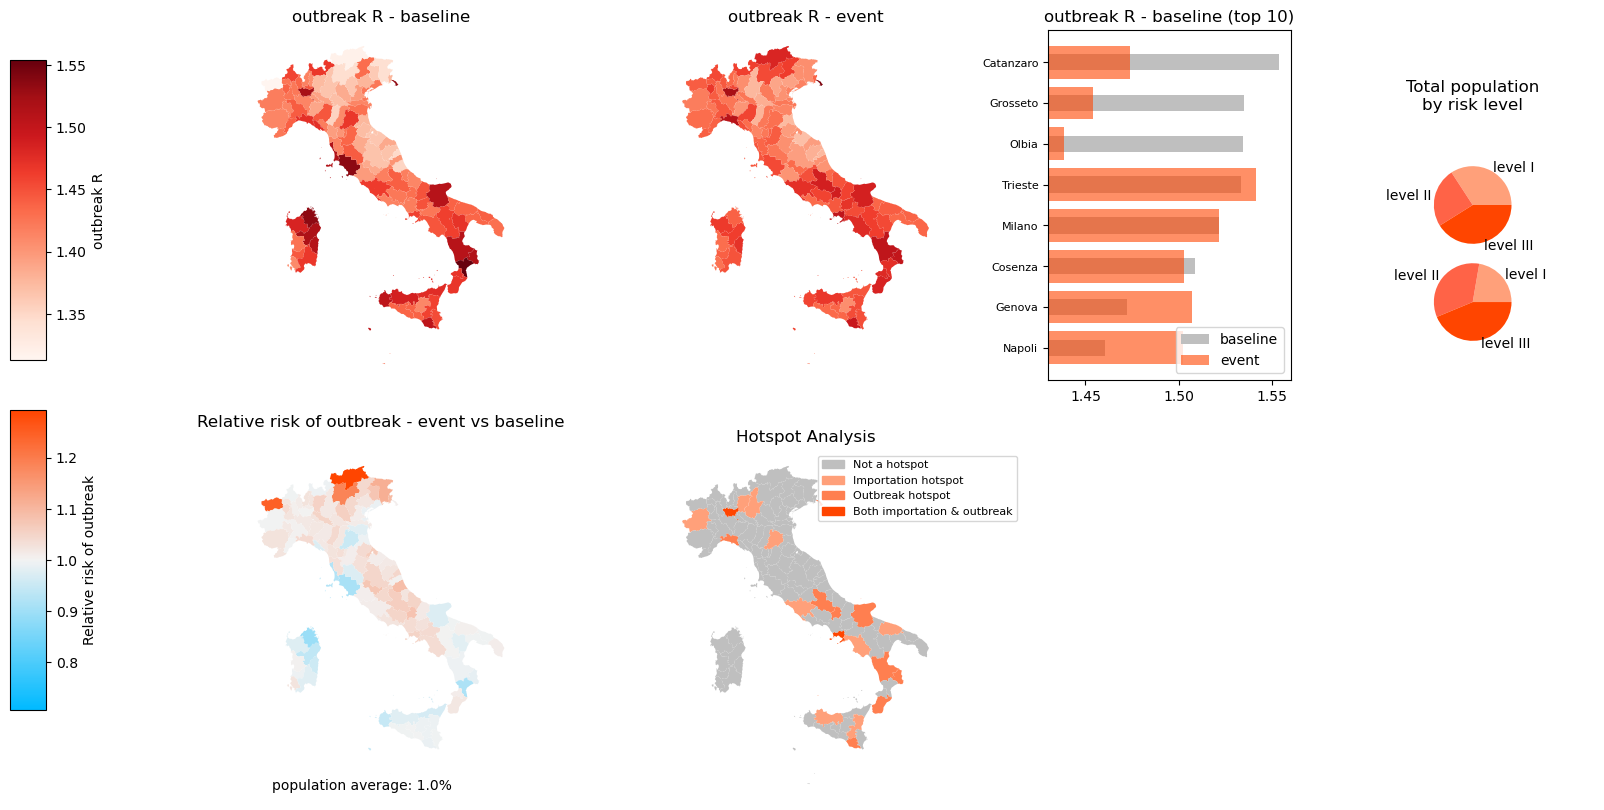 outbreak R - baseline
1.55
1.50
1.45
1.40
1.35
outbreak R
outbreak R - event
outbreak R - baseline (top 10)
Catanzaro
Grosseto
Olbia
Trieste
Milano
Cosenza
Genova
Napoli
baseline
event
1.45
1.50
1.55
Total population
by risk level
level I
level II
level III
level I
level II
level III
Relative risk of outbreak - event vs baseline
1.2
1.1
1.0
0.9
0.8
Relative risk of outbreak
population average: 1.0%
Hotspot Analysis
Not a hotspot
Importation hotspot
Outbreak hotspot
Both importation & outbreak